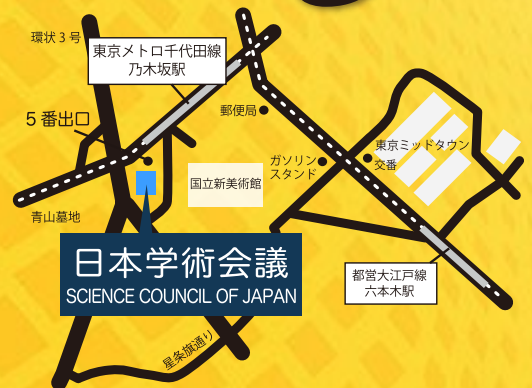 環状3号
東京メトロ千代田線
乃木坂駅
5番出口
郵便局
ガソリン
スタンド
東京ミッドタウン
交番
国立新美術館
青山墓地
日本学術会議
SCIENCE COUNCIL OF JAPAN
都営大江戸線
六本木駅
星条旗通り